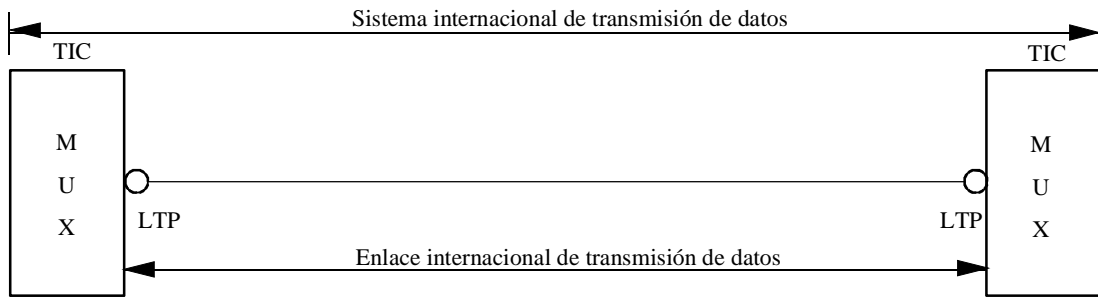 Sistema internacional de transmisión de datos
TIC
TIC
M
U
X
M
U
X
LTP
LTP
Enlace internacional de transmisión de datos